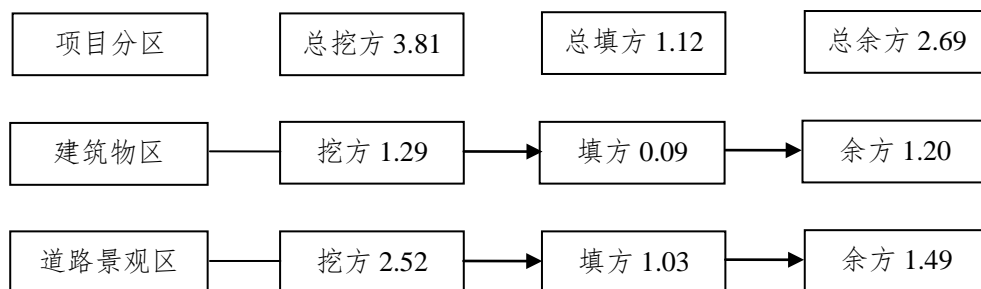 项目分区 总挖方 3.81 总填方 1.12 总余方 2.69
建筑物区 挖方 1.29 填方 0.09 余方 1.20
道路景观区 挖方 2.52 填方 1.03 余方 1.49